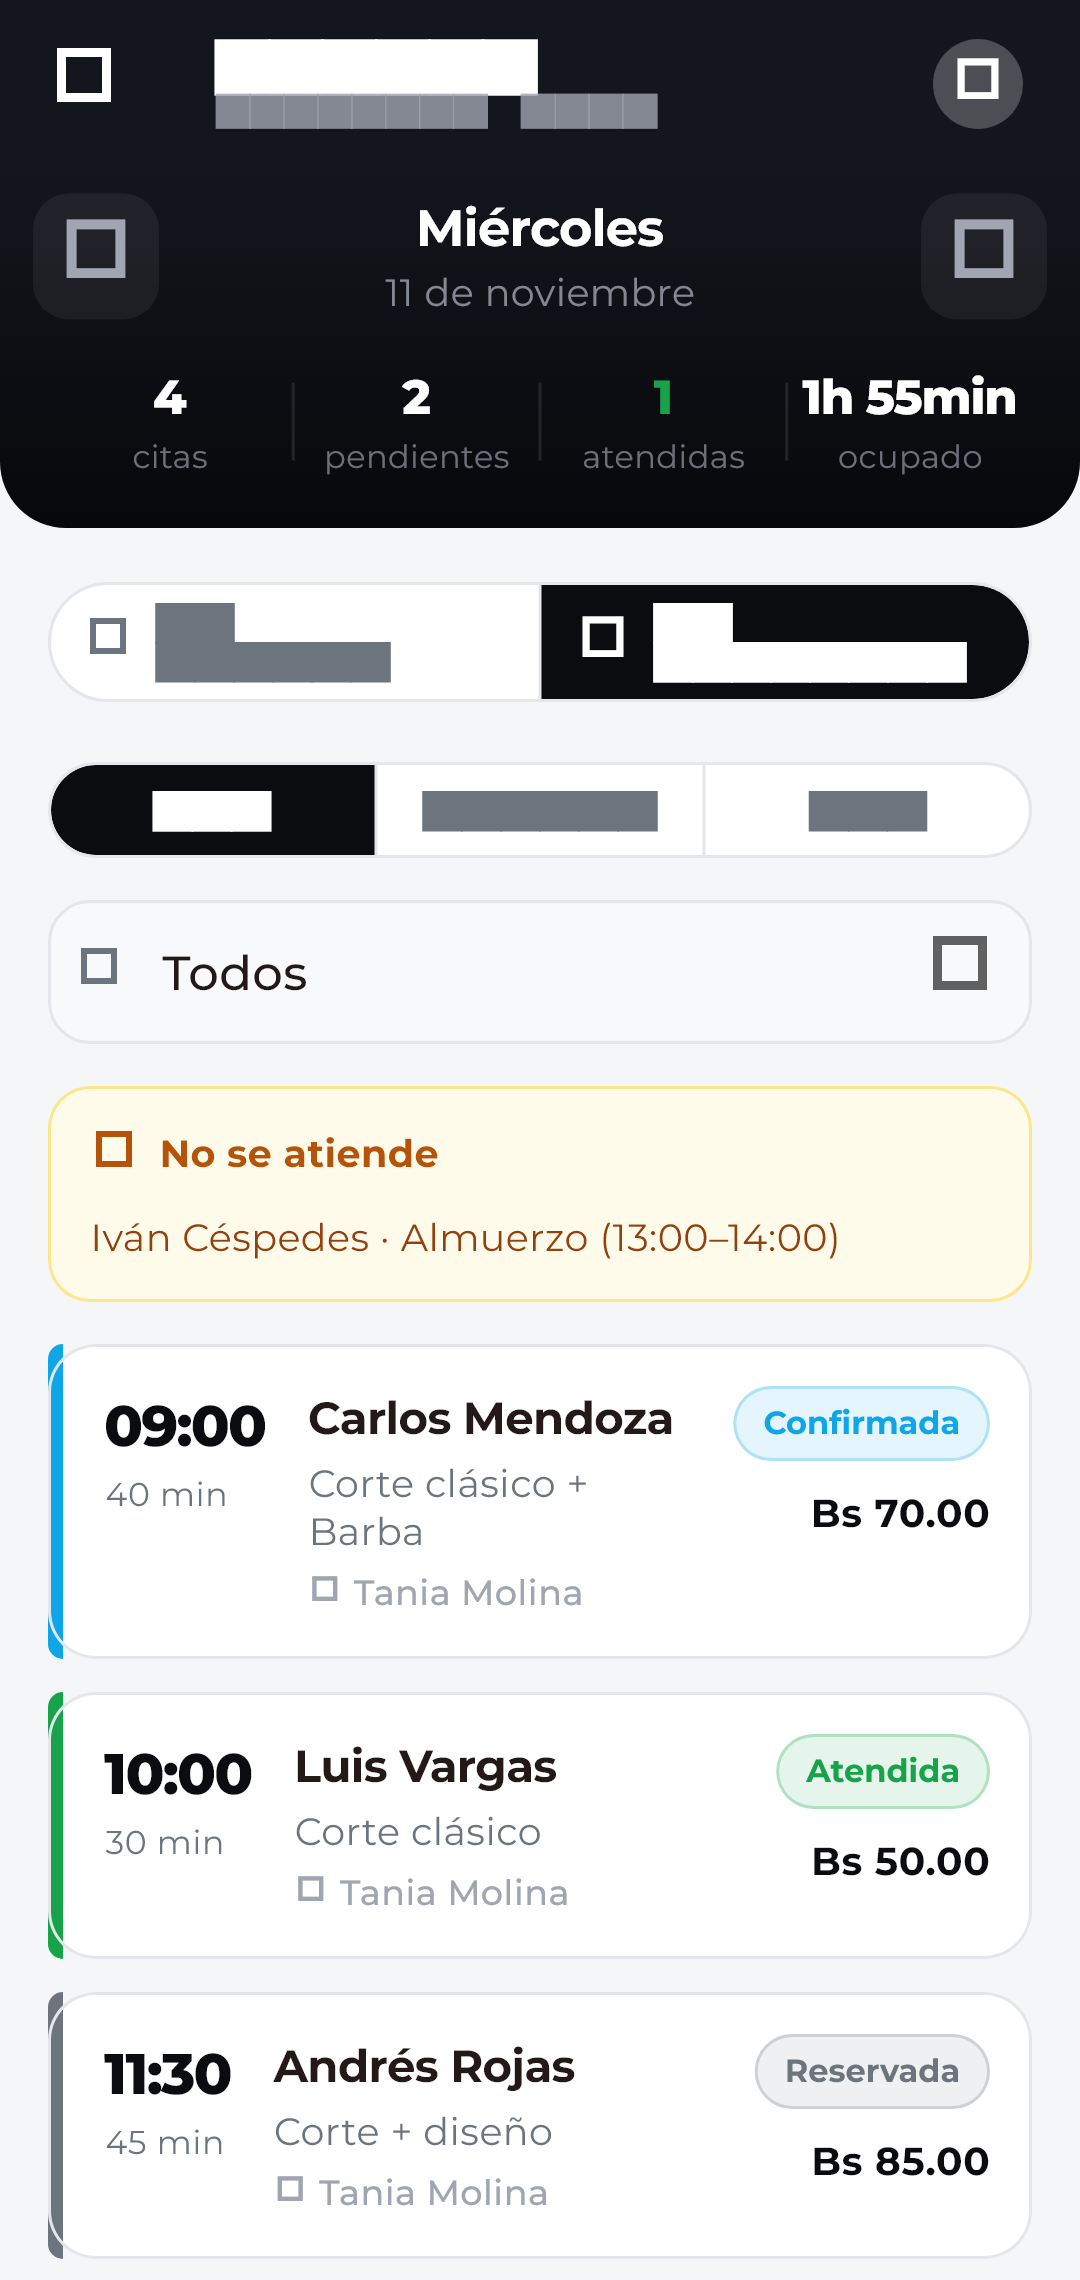 Miércoles
11 de noviembre
4
citas
2
pendientes
1
atendidas
1h 55min
ocupado
Todos
No se atiende
Iván Céspedes · Almuerzo (13:00–14:00)
09:00
40 min
Carlos Mendoza
Corte clásico +
Barba
Tania Molina
Confirmada
Bs 70.00
10:00
30 min
Luis Vargas
Corte clásico
Tania Molina
Atendida
Bs 50.00
11:30
45 min
Andrés Rojas
Corte + diseño
Tania Molina
Reservada
Bs 85.00